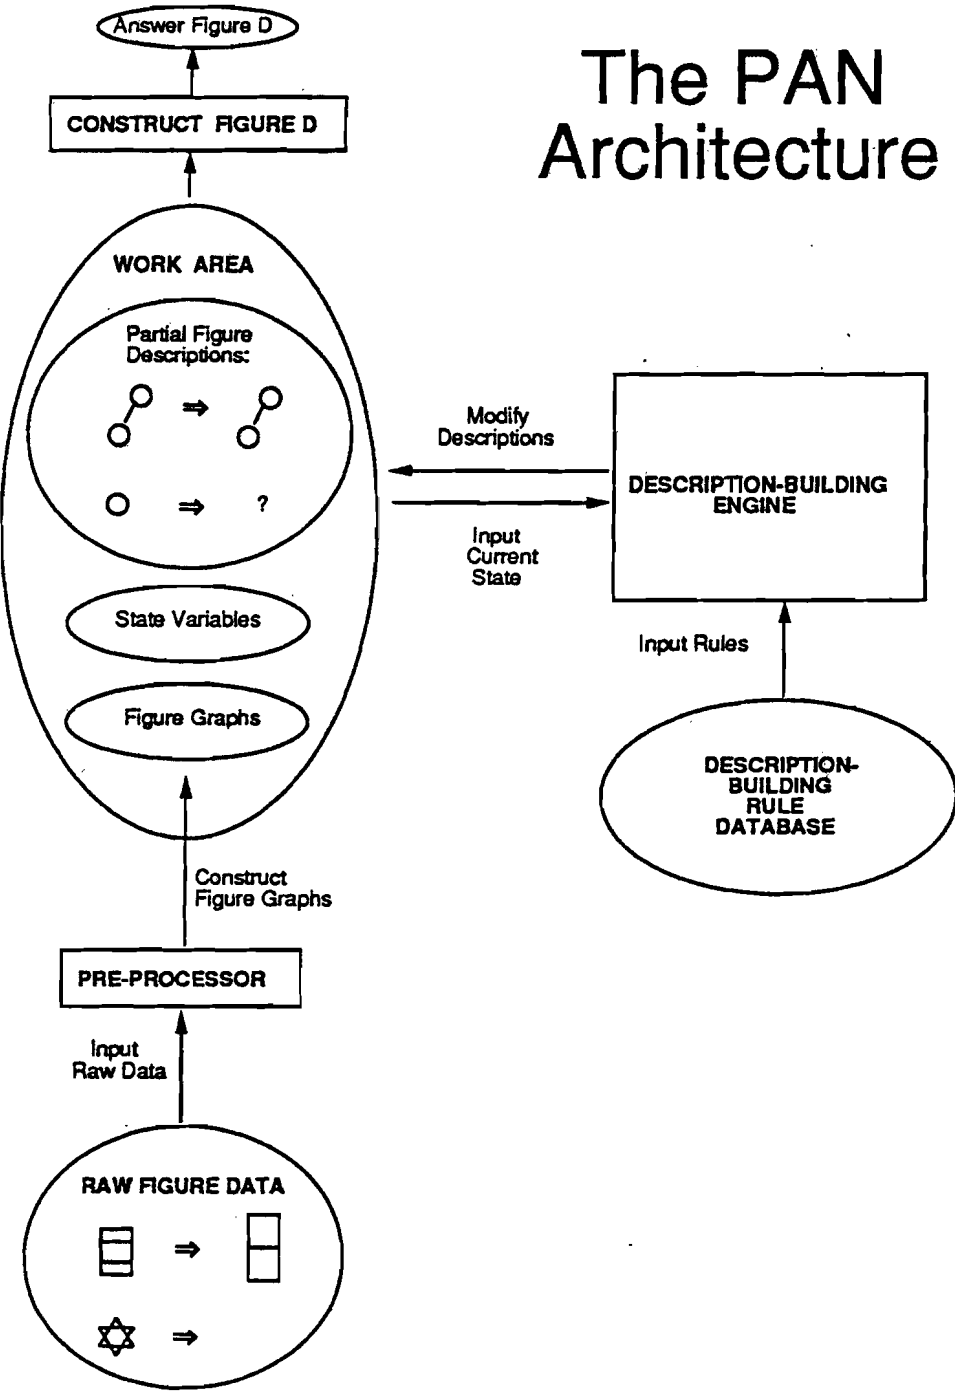 Answer Figure D
The PAN
Architecture
CONSTRUCT FIGURE D
WORK AREA
Partial Figure
Descriptions:
⇒
⇒ ?
State Variables
Figure Graphs
Modify
Descriptions
Input
Current
State
DESCRIPTION-BUILDING
ENGINE
Input Rules
DESCRIPTION-
BUILDING
RULE
DATABASE
Construct
Figure Graphs
PRE-PROCESSOR
Input
Raw Data
RAW FIGURE DATA
⇒
⇒